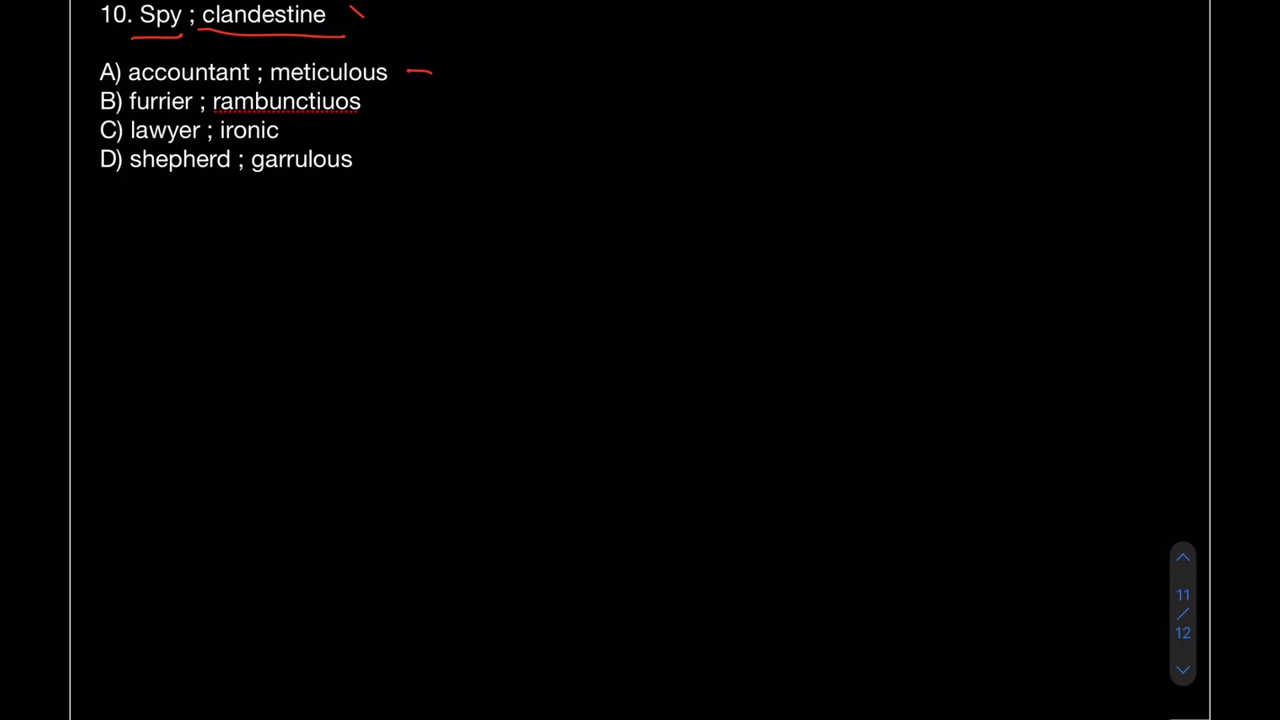 10. Spy ; clandestine
A) accountant ; meticulous
B) furrier ; rambunctiuos
C) lawyer ; ironic
D) shepherd ; garrulous
11
/
12